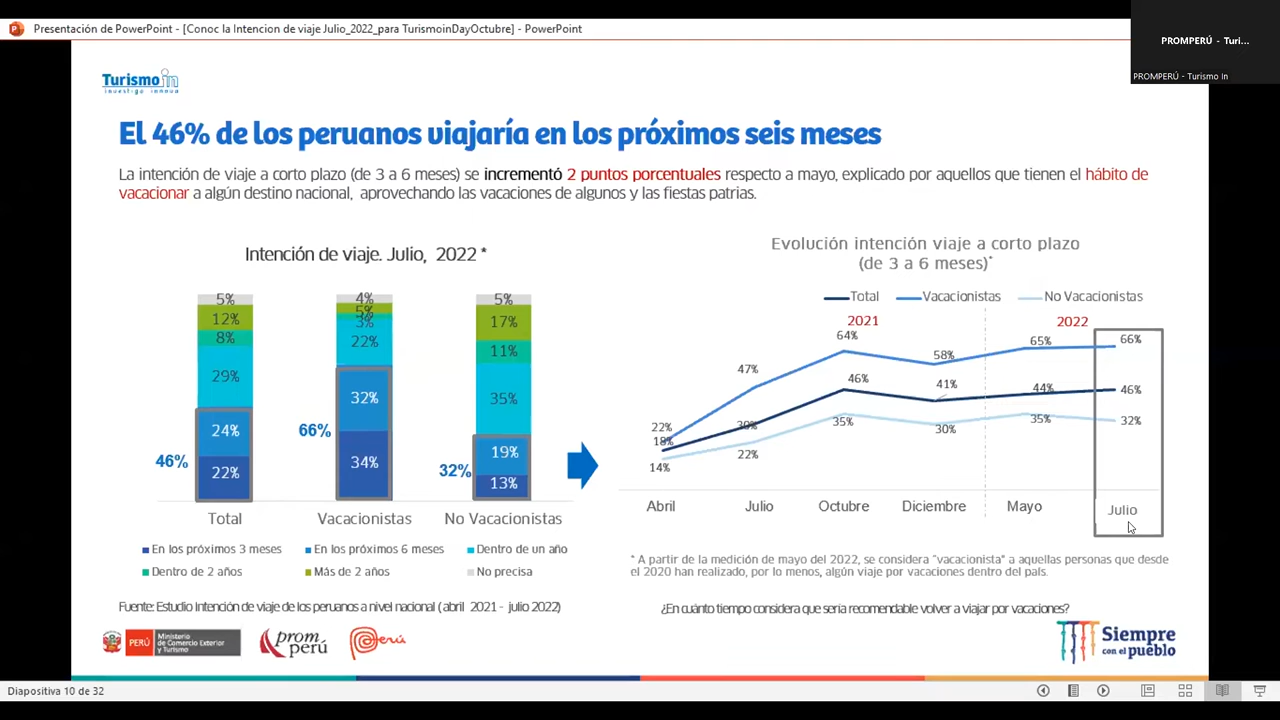 Presentación de PowerPoint - [Conoc la Intencion de viaje Julio_2022_para TurismoinDayOctubre] - PowerPoint
PROMPERÚ - Turi...
PROMPERÚ - Turismo In
Turismo in
investiga innova
El 46% de los peruanos viajaría en los próximos seis meses
La intención de viaje a corto plazo (de 3 a 6 meses) se incrementó 2 puntos porcentuales respecto a mayo, explicado por aquellos que tienen el hábito de
vacacionar a algún destino nacional, aprovechando las vacaciones de algunos y las fiestas patrias.
Intención de viaje. Julio, 2022 *
5%
12%
8%
29%
24%
22%
46%
4%
5%
3%
22%
32%
34%
66%
5%
17%
11%
35%
19%
13%
32%
Total
Vacacionistas
No Vacacionistas
En los próximos 3 meses
En los próximos 6 meses
Dentro de un año
Dentro de 2 años
Más de 2 años
No precisa
Evolución intención viaje a corto plazo
(de 3 a 6 meses)*
Total
Vacacionistas
No Vacacionistas
2021
2022
22%
47%
64%
58%
65%
66%
18%
30%
46%
41%
44%
46%
14%
22%
35%
30%
35%
32%
Abril
Julio
Octubre
Diciembre
Mayo
Julio
* A partir de la medición de mayo del 2022, se considera "vacacionista" a aquellas personas que desde
el 2020 han realizado, por lo menos, algún viaje por vacaciones dentro del país.
Fuente: Estudio Intención de viaje de los peruanos a nivel nacional ( abril 2021 - julio 2022)
¿En cuánto tiempo considera que sería recomendable volver a viajar por vacaciones?
PERÚ
Ministerio
de Comercio Exterior
y Turismo
prom
perú
Perú
Siempre
con el pueblo
Diapositiva 10 de 32